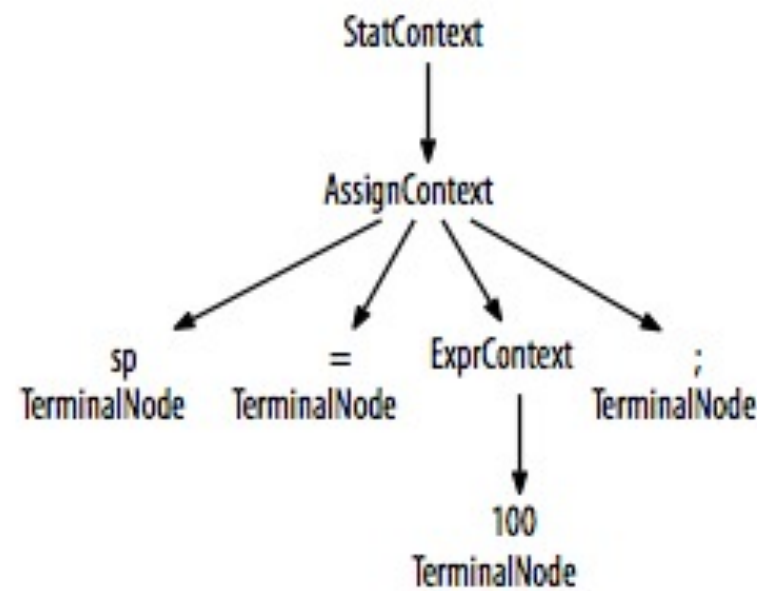 StatContext
AssignContext
sp
TerminalNode
=
TerminalNode
ExprContext
;
TerminalNode
100
TerminalNode